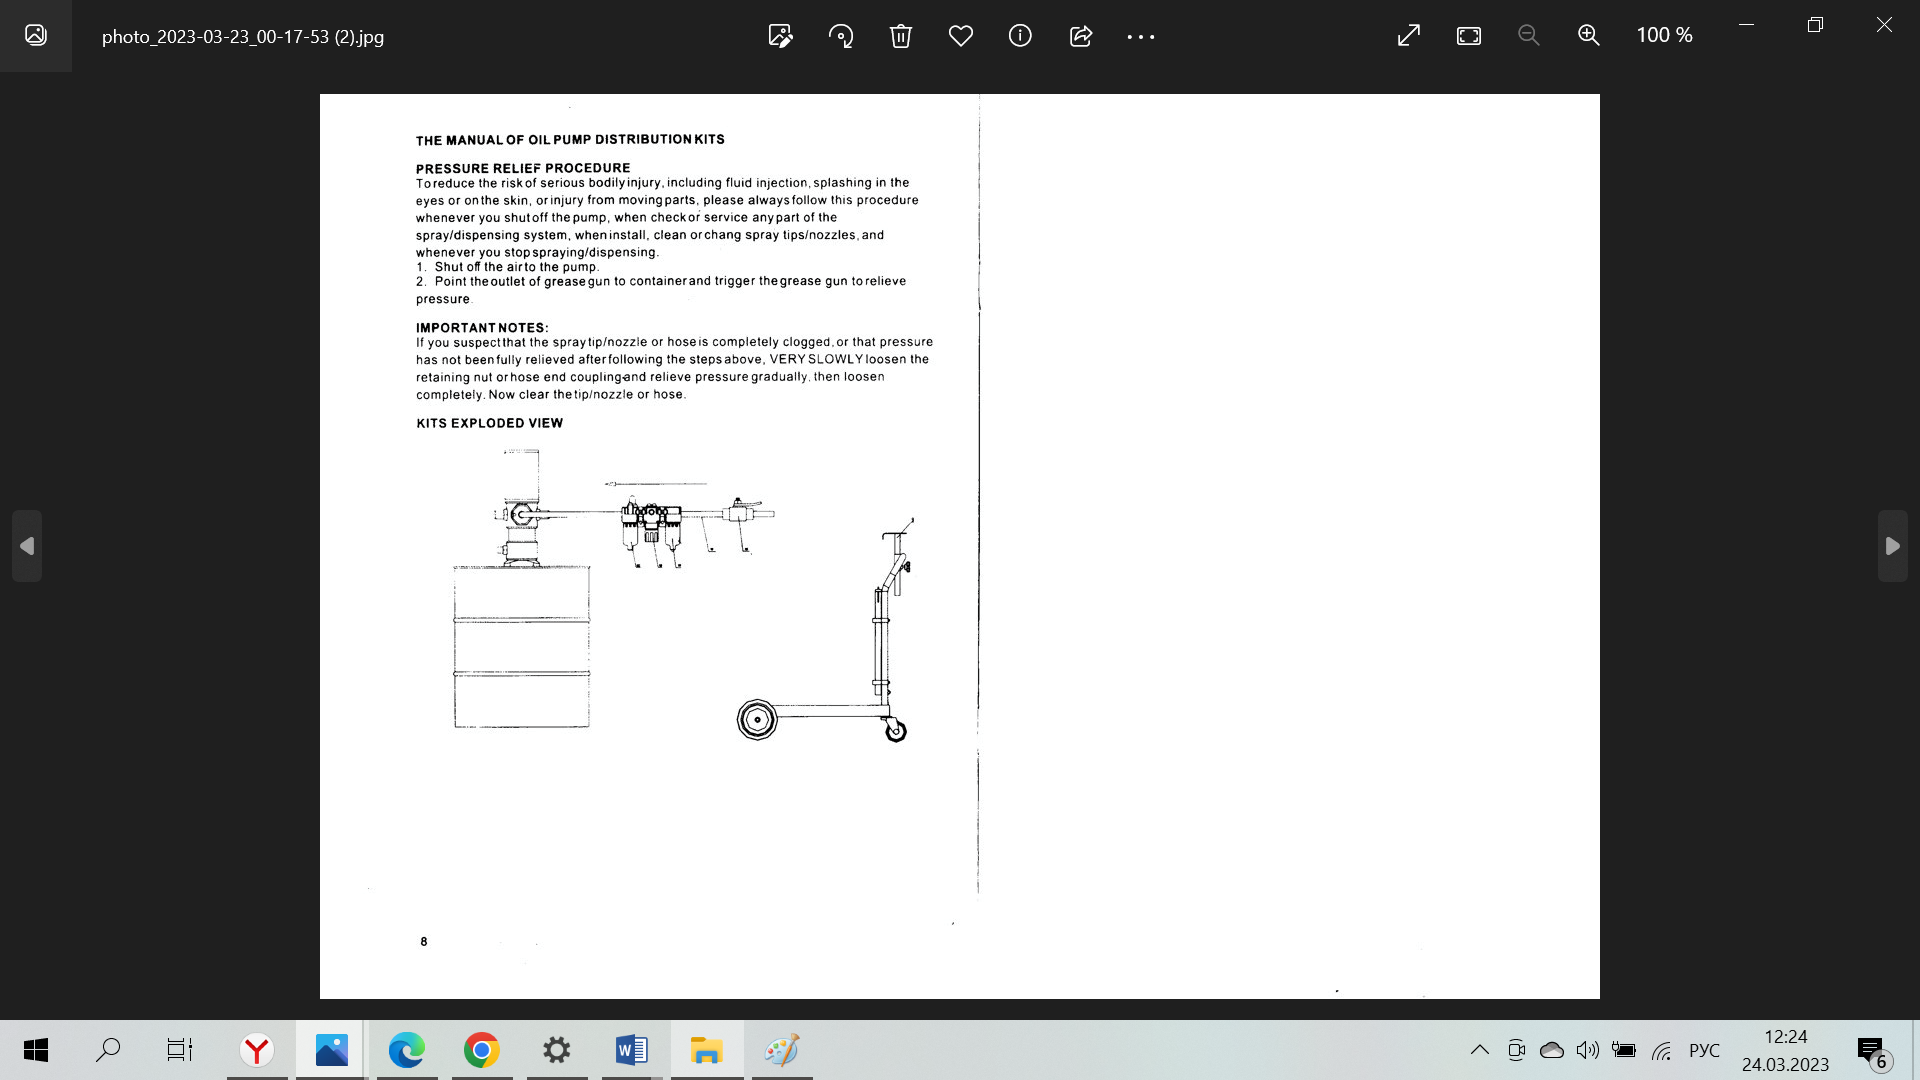 photo_2023-03-23_00-17-53 (2).jpg
100 %
THE MANUAL OF OIL PUMP DISTRIBUTION KITS
PRESSURE RELIEF PROCEDURE
To reduce the risk of serious bodily injury, including fluid injection, splashing in the
eyes or on the skin, or injury from moving parts, please always follow this procedure
whenever you shut off the pump, when check or service any part of the
spray/dispensing system, when install, clean or chang spray tips/nozzles, and
whenever you stop spraying/dispensing.
1. Shut off the air to the pump.
2. Point the outlet of grease gun to container and trigger the grease gun to relieve
pressure.
IMPORTANT NOTES:
If you suspect that the spray tip/nozzle or hose is completely clogged, or that pressure
has not been fully relieved after following the steps above, VERY SLOWLY loosen the
retaining nut or hose end coupling and relieve pressure gradually, then loosen
completely. Now clear the tip/nozzle or hose.
KITS EXPLODED VIEW
8
РУС
12:24
24.03.2023
6